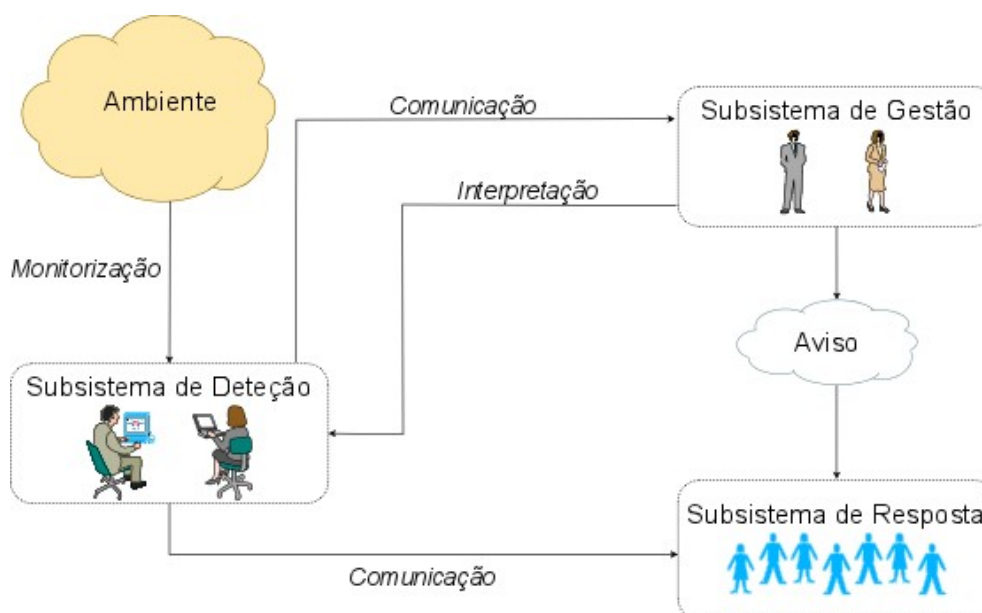 Ambiente
Comunicação
Subsistema de Gestão
Interpretação
Monitorização
Aviso
Subsistema de Deteção
Subsistema de Resposta
Comunicação